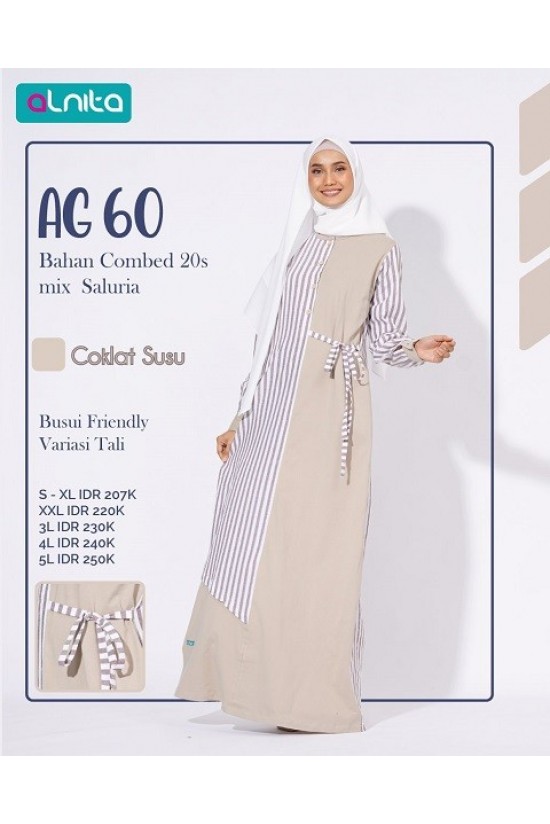 aLnita
AG 60
Bahan Combed 20s
mix Saluria
Coklat Susu
Busui Friendly
Variasi Tali
S - XL IDR 207K
XXL IDR 220K
3L IDR 230K
4L IDR 240K
5L IDR 250K